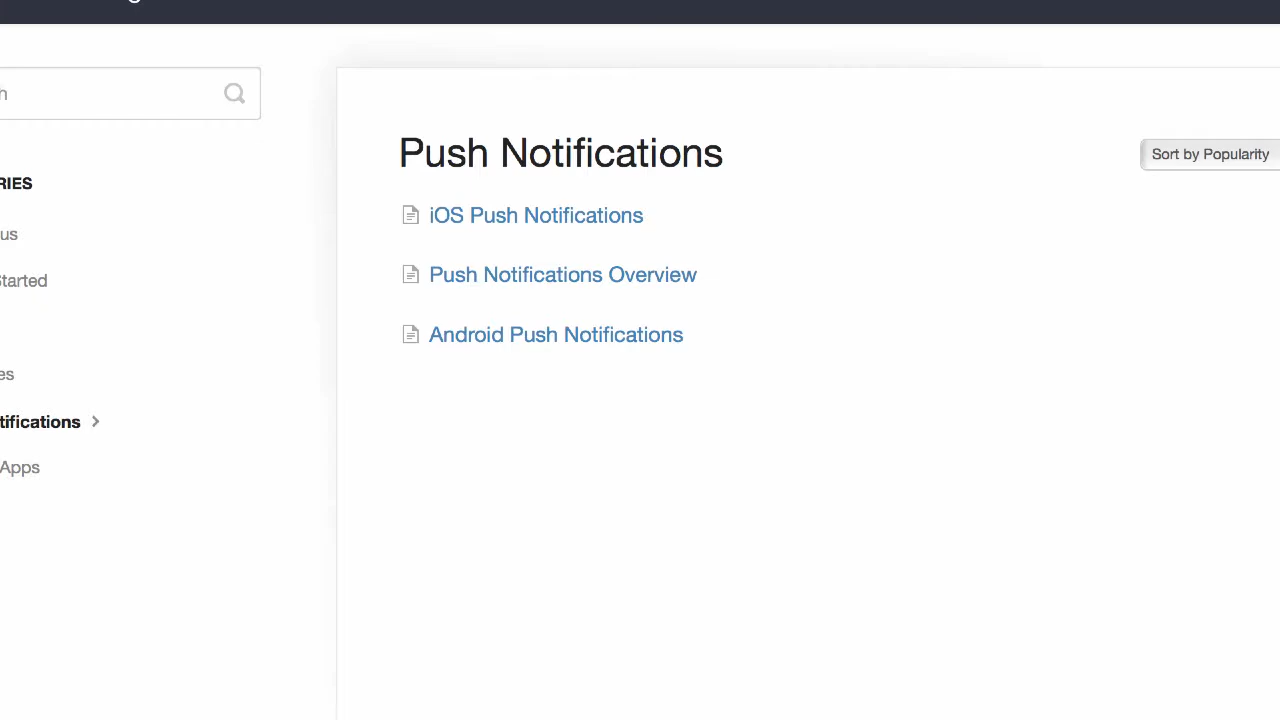 Push Notifications
Sort by Popularity
iOS Push Notifications
Push Notifications Overview
Android Push Notifications
RIES
us
Started
es
tifications
Apps